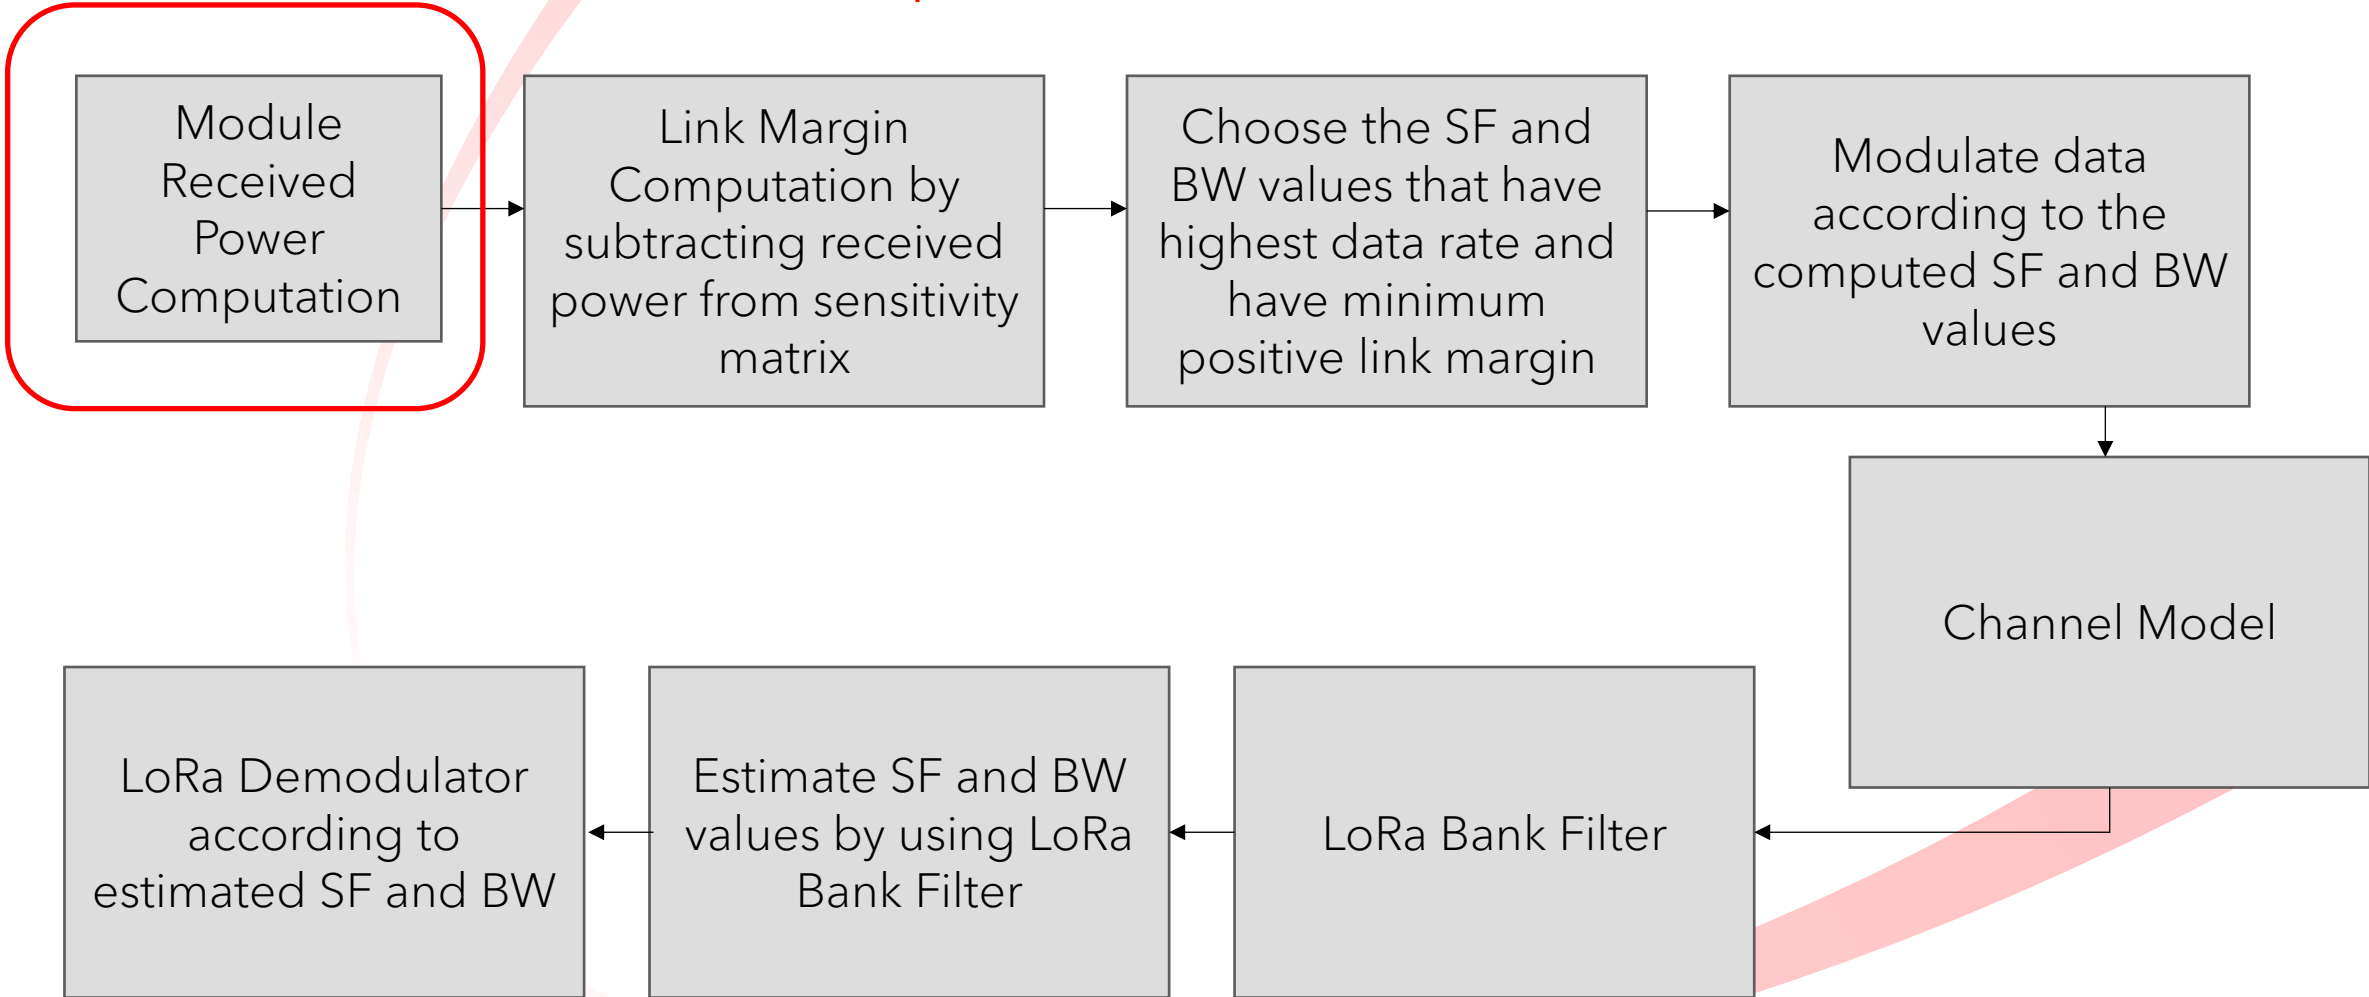 Module
Received
Power
Computation
Link Margin
Computation by
subtracting received
power from sensitivity
matrix
Choose the SF and
BW values that have
highest data rate and
have minimum
positive link margin
Modulate data
according to the
computed SF and BW
values
Channel Model
LoRa Bank Filter
Estimate SF and BW
values by using LoRa
Bank Filter
LoRa Demodulator
according to
estimated SF and BW